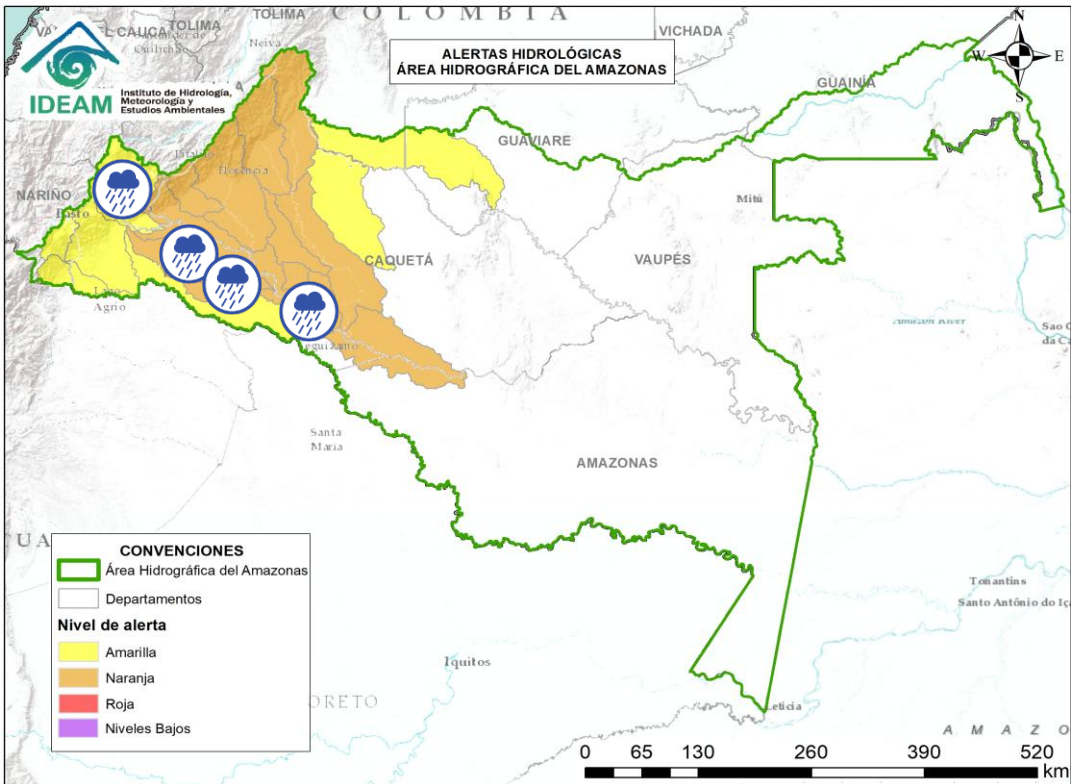 COLOMBIA
TOLIMA
TOLIMA
Neiva
VICHADA
ALERTAS HIDROLÓGICAS
ÁREA HIDROGRÁFICA DEL AMAZONAS
N
W
E
S
IDEAM
Instituto de Hidrología,
Meteorología y
Estudios Ambientales
GUAINÍA
GUAVIARE
Florencia
NARIÑO
Pasto
Mitú
CAQUETÁ
VAUPÉS
Lago
Agrio
Amazon River
Santa
Maria
AMAZONAS
CONVENCIONES
Área Hidrográfica del Amazonas
Departamentos
Nivel de alerta
Amarilla
Naranja
Roja
Niveles Bajos
Tonantins
Santo Antônio do Iça
Iquitos
Leticia
A M A Z O
0 65 130 260 390 520
km